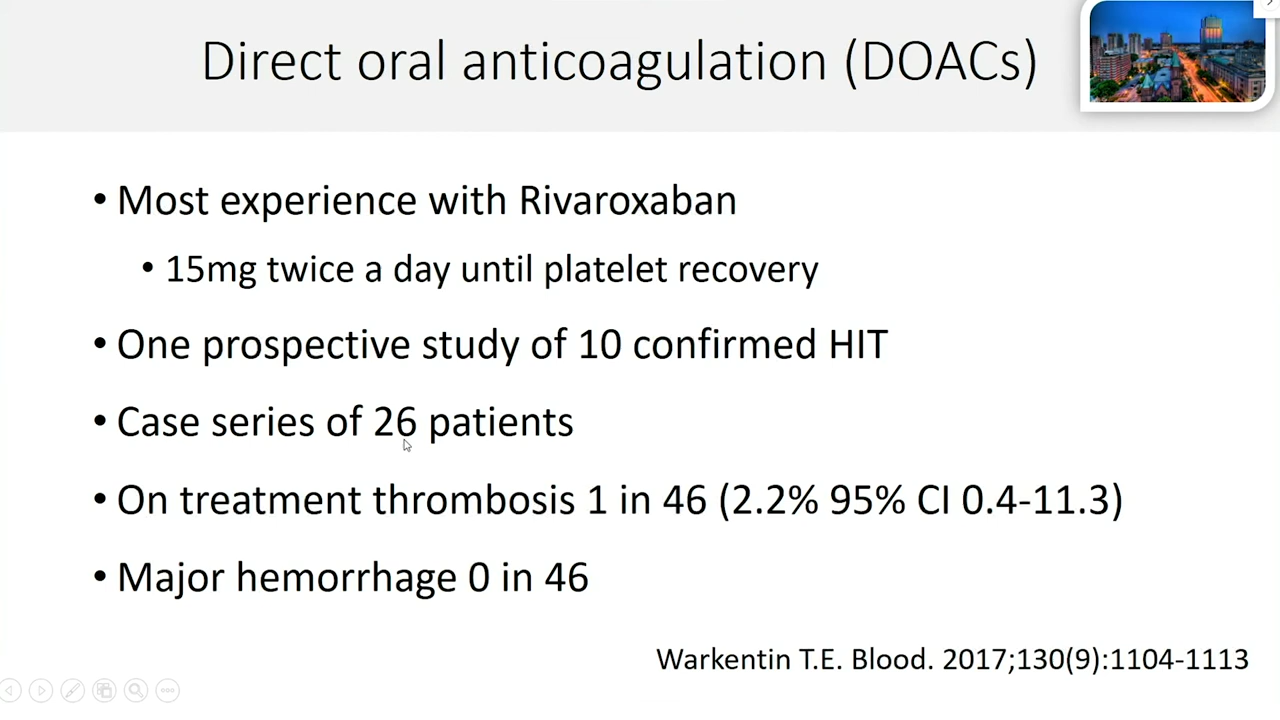 Direct oral anticoagulation (DOACs)
• Most experience with Rivaroxaban
• 15mg twice a day until platelet recovery
• One prospective study of 10 confirmed HIT
• Case series of 26 patients
• On treatment thrombosis 1 in 46 (2.2% 95% CI 0.4-11.3)
• Major hemorrhage 0 in 46
Warkentin T.E. Blood. 2017;130(9):1104-1113